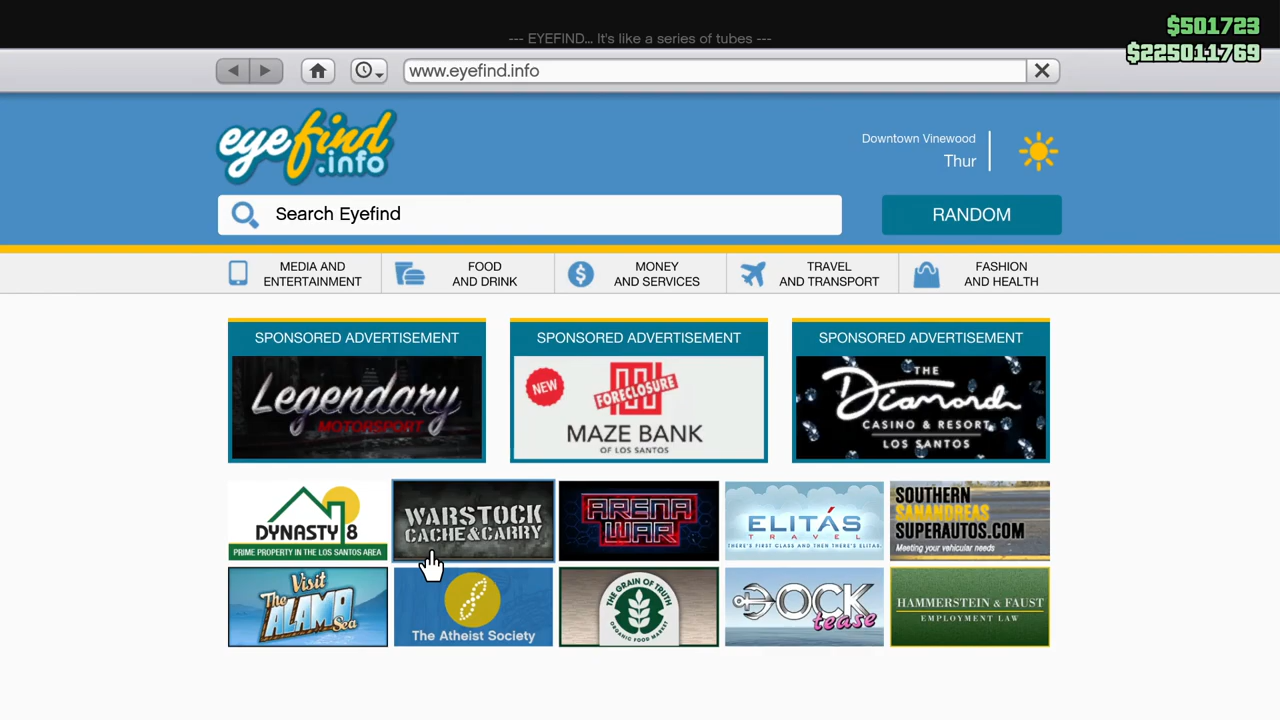 $501723
--- EYEFIND... It's like a series of tubes ---
$225011769
www.eyefind.info
eyefind
.info
Downtown Vinewood
Thur
Search Eyefind
RANDOM
MEDIA AND
ENTERTAINMENT
FOOD
AND DRINK
MONEY
AND SERVICES
TRAVEL
AND TRANSPORT
FASHION
AND HEALTH
SPONSORED ADVERTISEMENT
Legendary
MOTORSPORT
SPONSORED ADVERTISEMENT
NEW
FORECLOSURE
MAZE BANK
OF LOS SANTOS
SPONSORED ADVERTISEMENT
THE
Diamond
CASINO & RESORT
LOS SANTOS
DYNASTY 8
PRIME PROPERTY IN THE LOS SANTOS AREA
WARSTOCK
CACHE & CARRY
ARENA
WAR
ELITÁS
TRAVEL
THERE'S FIRST CLASS AND THEN THERE'S ELITAS.
SOUTHERN
SANANDREAS
SUPERAUTOS.COM
Meeting your vehicular needs
Visit
The
ALAMO
Sea
The Atheist Society
THE GRAIN OF TRUTH
ORGANIC FOOD MARKET
DOCK
tease
HAMMERSTEIN & FAUST
EMPLOYMENT LAW